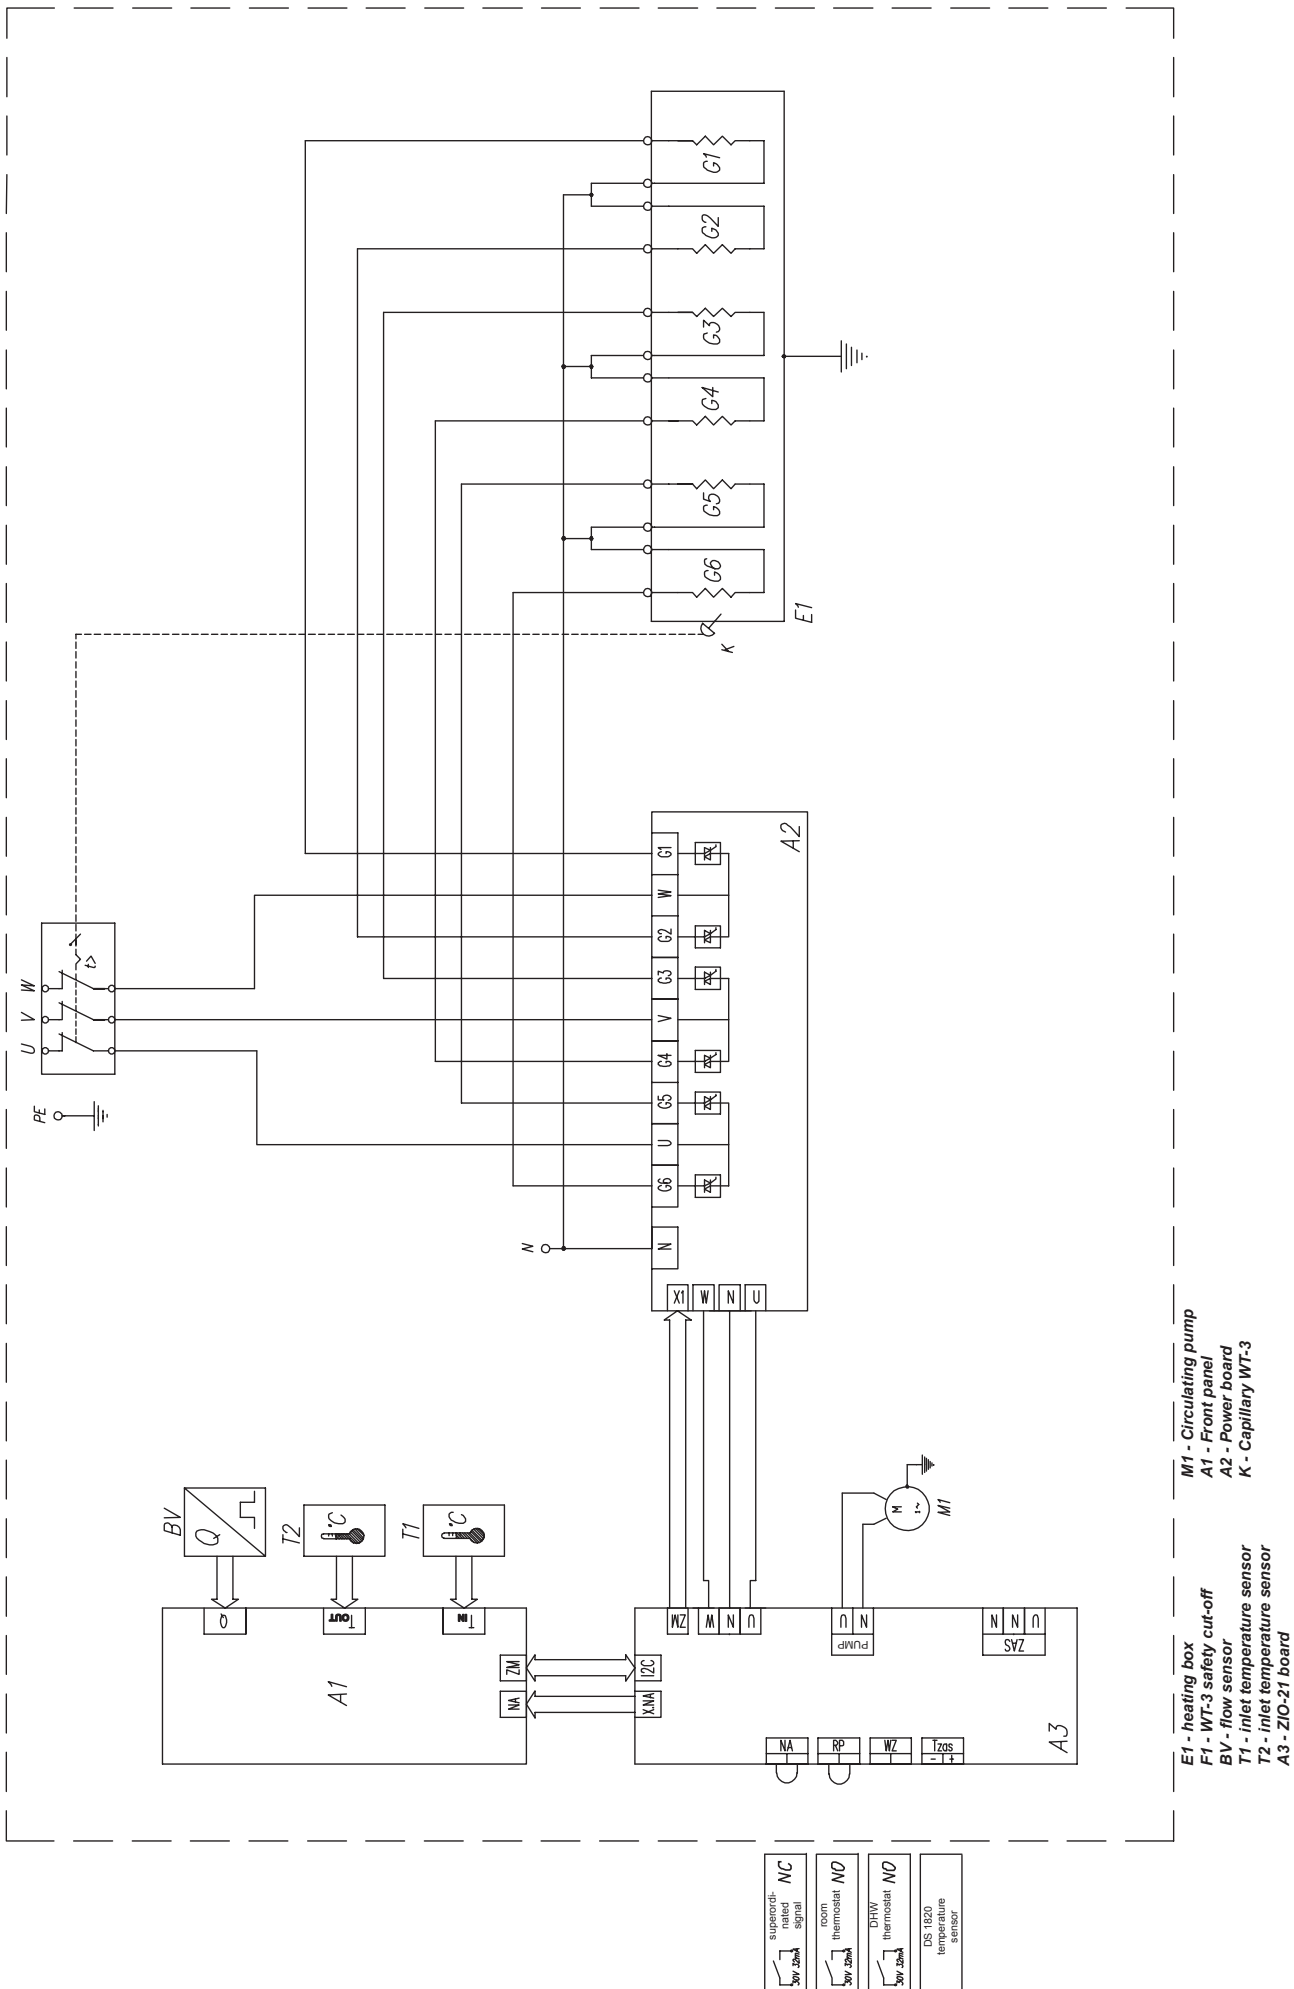 PE
U V W
t>
N
G6
U
G5
G4
V
G3
G2
W
G1
N
A2
X1
W
N
U
G1
G2
G3
G4
G5
G6
K
E1
BV
Q
T2
°C
T1
°C
Q
TOUT
TIN
A1
ZM
NA
ZM
W
N
U
I2C
X.NA
PUMP
U
N
M
1~
M1
ZAS
N
N
U
NA
RP
WZ
Tzas
- +
A3
superordi-
nated
signal
NC
30V 32mA
room
thermostat
NO
30V 32mA
DHW
thermostat
NO
30V 32mA
DS 1820
temperature
sensor
E1 - heating box
F1 - WT-3 safety cut-off
BV - flow sensor
T1 - inlet temperature sensor
T2 - inlet temperature sensor
A3 - ZIO-21 board
M1 - Circulating pump
A1 - Front panel
A2 - Power board
K - Capillary WT-3